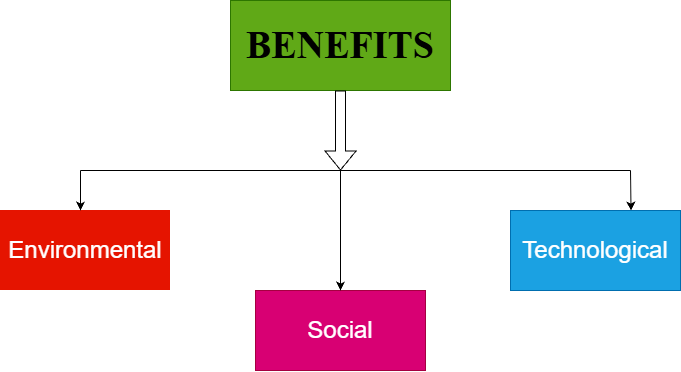 BENEFITS
Environmental
Technological
Social